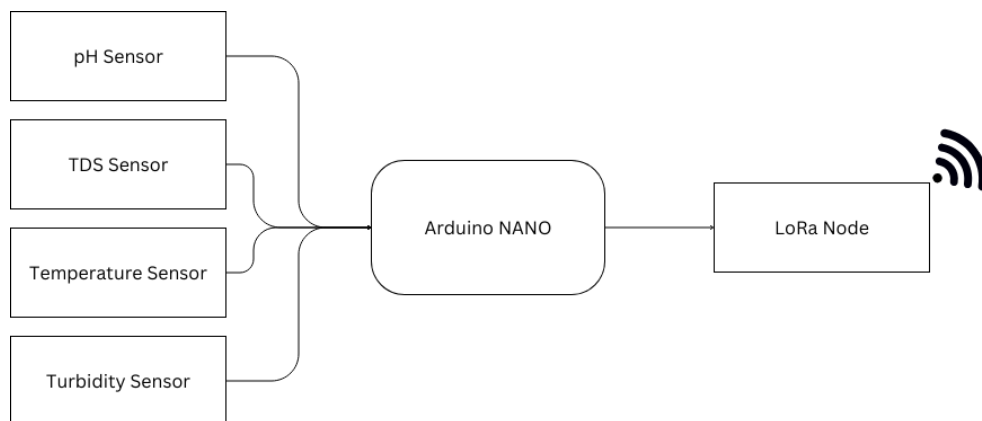 pH Sensor
TDS Sensor
Temperature Sensor
Turbidity Sensor
Arduino NANO
LoRa Node